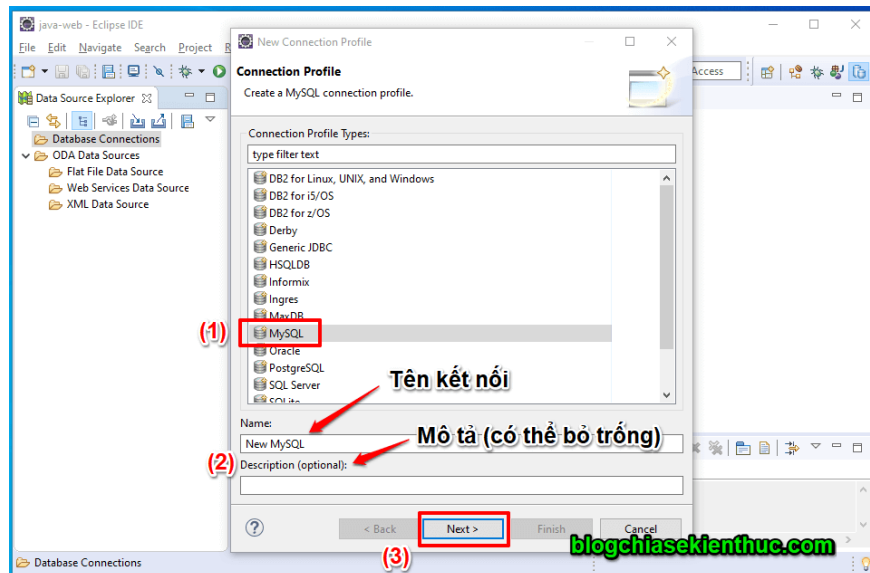 java-web - Eclipse IDE
File Edit Navigate Search Project R
Access
Data Source Explorer
Database Connections
ODA Data Sources
Flat File Data Source
Web Services Data Source
XML Data Source
New Connection Profile
Connection Profile
Create a MySQL connection profile.
Connection Profile Types:
type filter text
DB2 for Linux, UNIX, and Windows
DB2 for i5/OS
DB2 for z/OS
Derby
Generic JDBC
HSQLDB
Informix
Ingres
MaxDB
(1)
MySQL
Oracle
PostgreSQL
SQL Server
SQLite
Tên kết nối
Name:
New MySQL
Mô tả (có thể bỏ trống)
(2)
Description (optional):
< Back Next > Finish Cancel
(3)
blogchiasekienthuc.com
Database Connections